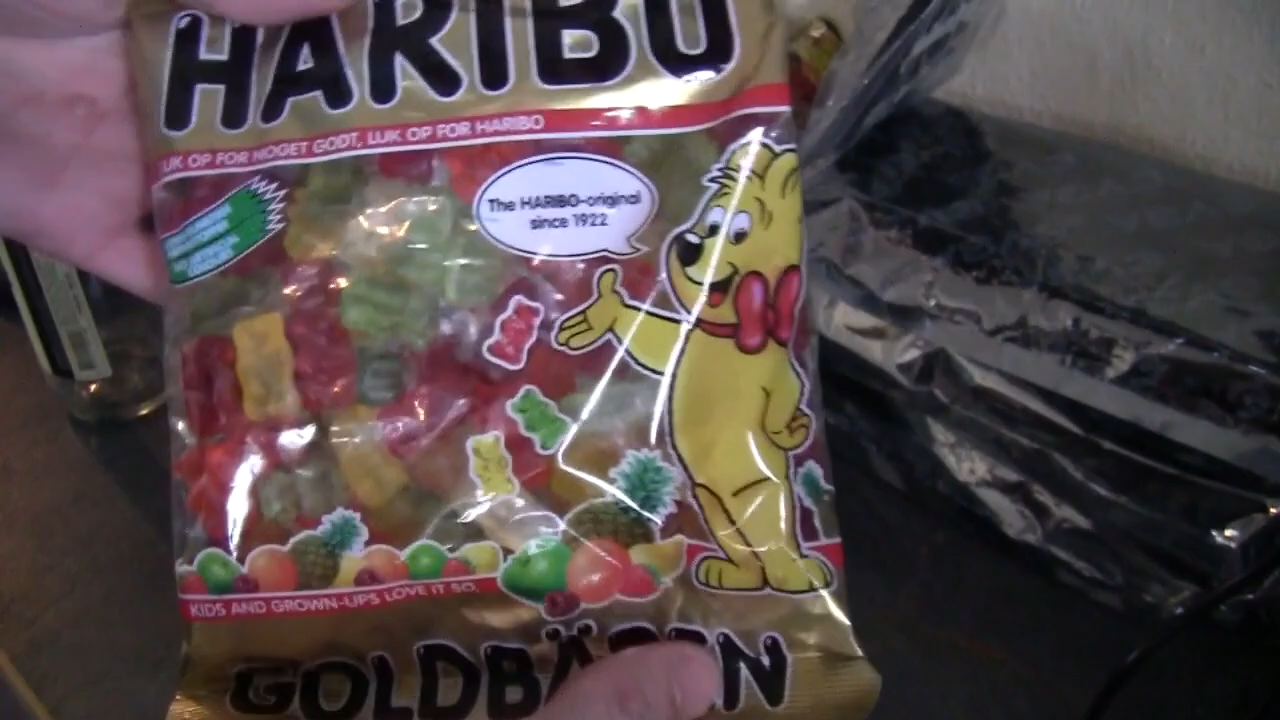 HARIBO
LUK OP FOR NOGET GODT, LUK OP FOR HARIBO
The HARIBO-original
since 1922
KIDS AND GROWN-UPS LOVE IT SO,